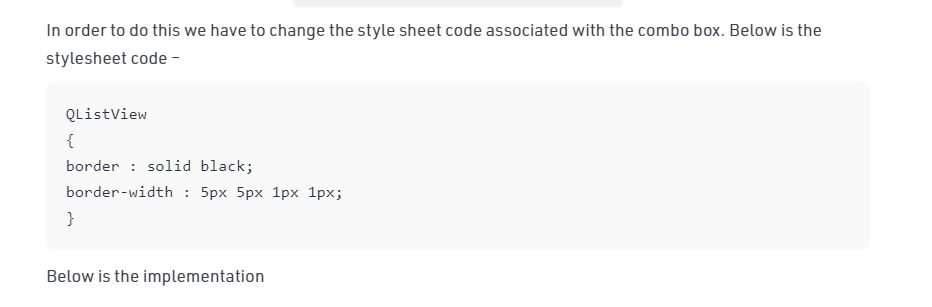 In order to do this we have to change the style sheet code associated with the combo box. Below is the
stylesheet code –
QListView
{
border : solid black;
border-width : 5px 5px 1px 1px;
}
Below is the implementation